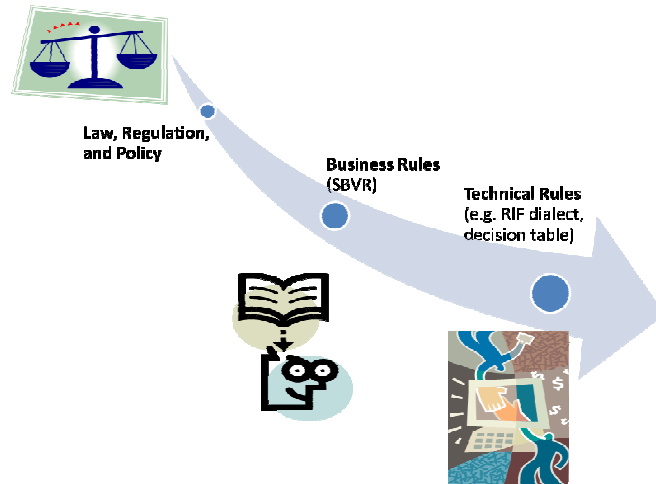 Law, Regulation,
and Policy
Business Rules
(SBVR)
Technical Rules
(e.g. RIF dialect,
decision table)
$
$
$